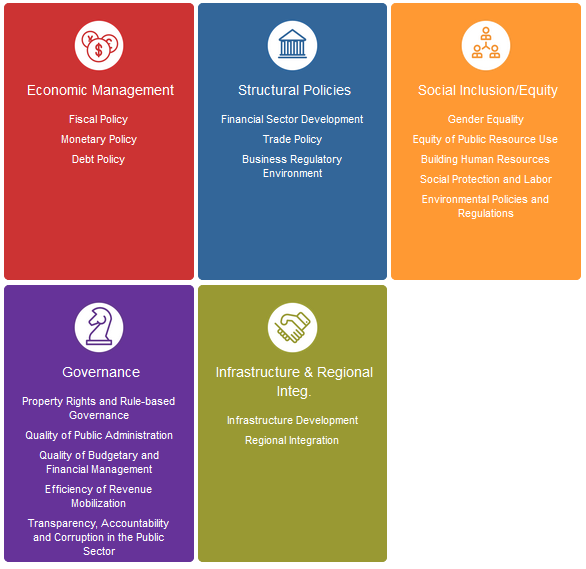 Economic Management
Fiscal Policy
Monetary Policy
Debt Policy
Structural Policies
Financial Sector Development
Trade Policy
Business Regulatory
Environment
Social Inclusion/Equity
Gender Equality
Equity of Public Resource Use
Building Human Resources
Social Protection and Labor
Environmental Policies and
Regulations
Governance
Property Rights and Rule-based
Governance
Quality of Public Administration
Quality of Budgetary and
Financial Management
Efficiency of Revenue
Mobilization
Transparency, Accountability
and Corruption in the Public
Sector
Infrastructure & Regional
Integ.
Infrastructure Development
Regional Integration